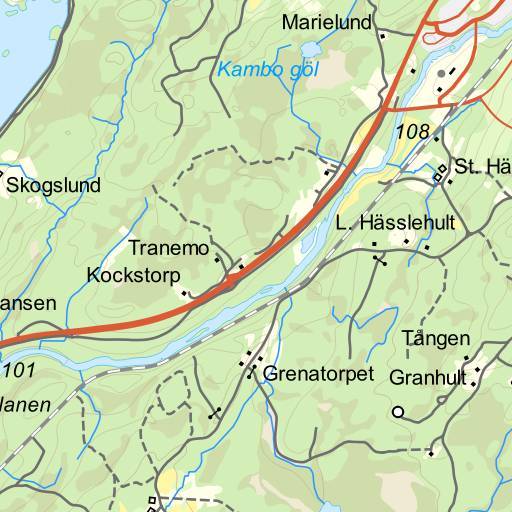 Marielund
Kambo göl
108
St. Hä
Skogslund
L. Hässlehult
Tranemo
Kockstorp
ansen
Tången
101
Grenatorpet
Granhult
lanen